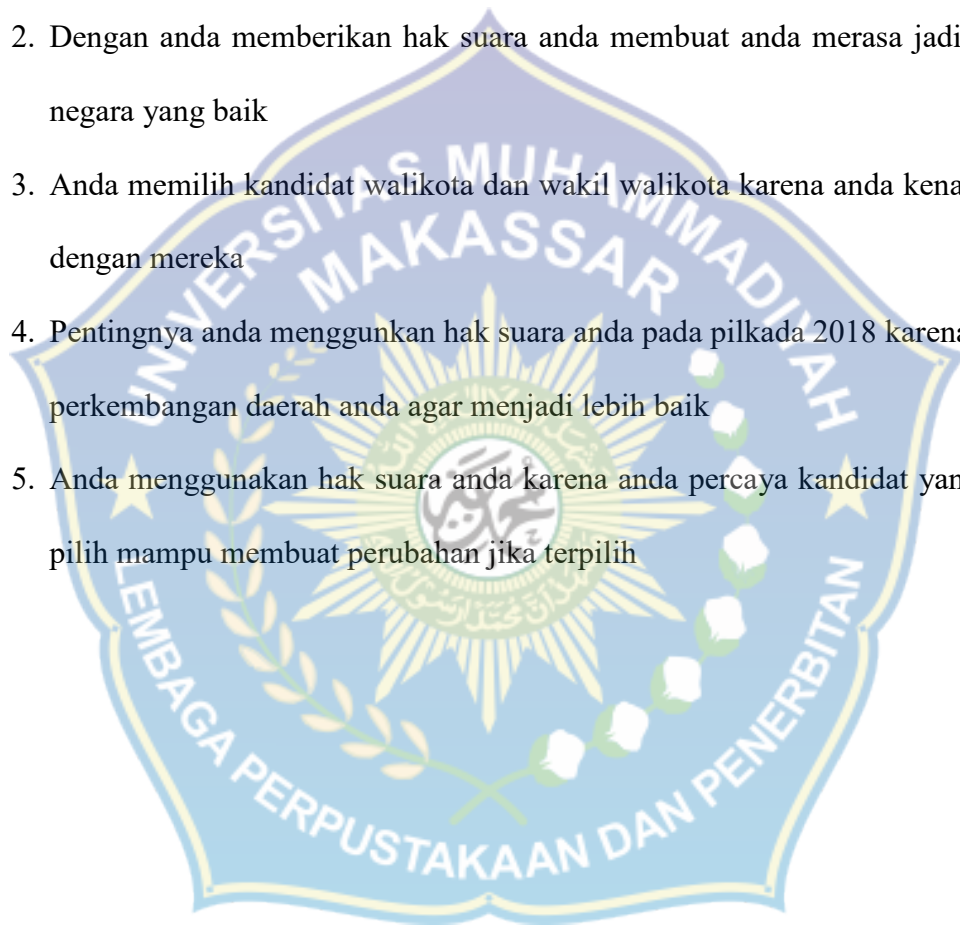 2. Dengan anda memberikan hak suara anda membuat anda merasa jadi
negara yang baik
3. Anda memilih kandidat walikota dan wakil walikota karena anda kena
dengan mereka
4. Pentingnya anda menggunkan hak suara anda pada pilkada 2018 karena
perkembangan daerah anda agar menjadi lebih baik
5. Anda menggunakan hak suara anda karena anda percaya kandidat yan
pilih mampu membuat perubahan jika terpilih
UNIVERSITAS MUHAMMADIYAH
MAKASSAR
LEMBAGA PERPUSTAKAAN DAN PENERBITAN